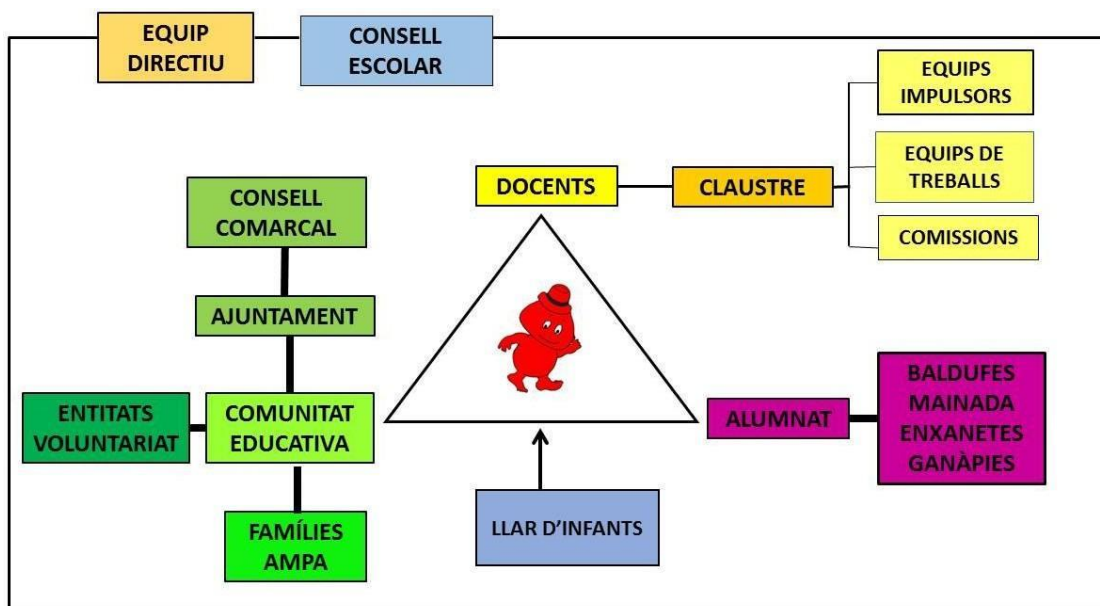 EQUIP
DIRECTIU
CONSELL
ESCOLAR
EQUIPS
IMPULSORS
EQUIPS DE
TREBALLS
COMISSIONS
DOCENTS
CLAUSTRE
CONSELL
COMARCAL
AJUNTAMENT
ENTITATS
VOLUNTARIAT
COMUNITAT
EDUCATIVA
FAMÍLIES
AMPA
LLAR D’INFANTS
ALUMNAT
BALDUFES
MAINADA
ENXANETES
GANÀPIES